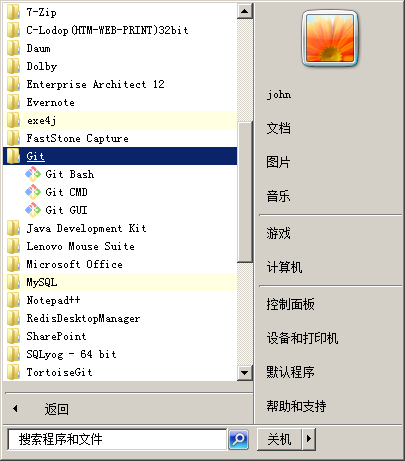 7-Zip
C-Lodop(HTM-WEB-PRINT)32bit
Daum
Dolby
Enterprise Architect 12
Evernote
exe4j
FastStone Capture
Git
Git Bash
Git CMD
Git GUI
Java Development Kit
Lenovo Mouse Suite
Microsoft Office
MySQL
Notepad++
RedisDesktopManager
SharePoint
SQLyog - 64 bit
TortoiseGit
返回
搜索程序和文件
john
文档
图片
音乐
游戏
计算机
控制面板
设备和打印机
默认程序
帮助和支持
关机